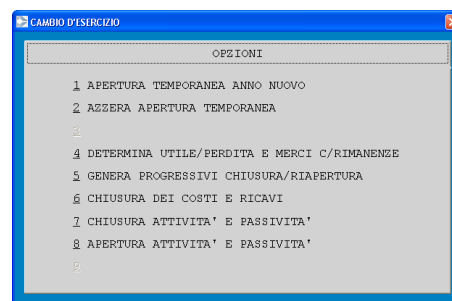 CAMBIO D'ESERCIZIO
OPZIONI
1 APERTURA TEMPORANEA ANNO NUOVO
2 AZZERA APERTURA TEMPORANEA
3
4 DETERMINA UTILE/PERDITA E MERCI C/RIMANENZE
5 GENERA PROGRESSIVI CHIUSURA/RIAPERTURA
6 CHIUSURA DEI COSTI E RICAVI
7 CHIUSURA ATTIVITA' E PASSIVITA'
8 APERTURA ATTIVITA' E PASSIVITA'
9